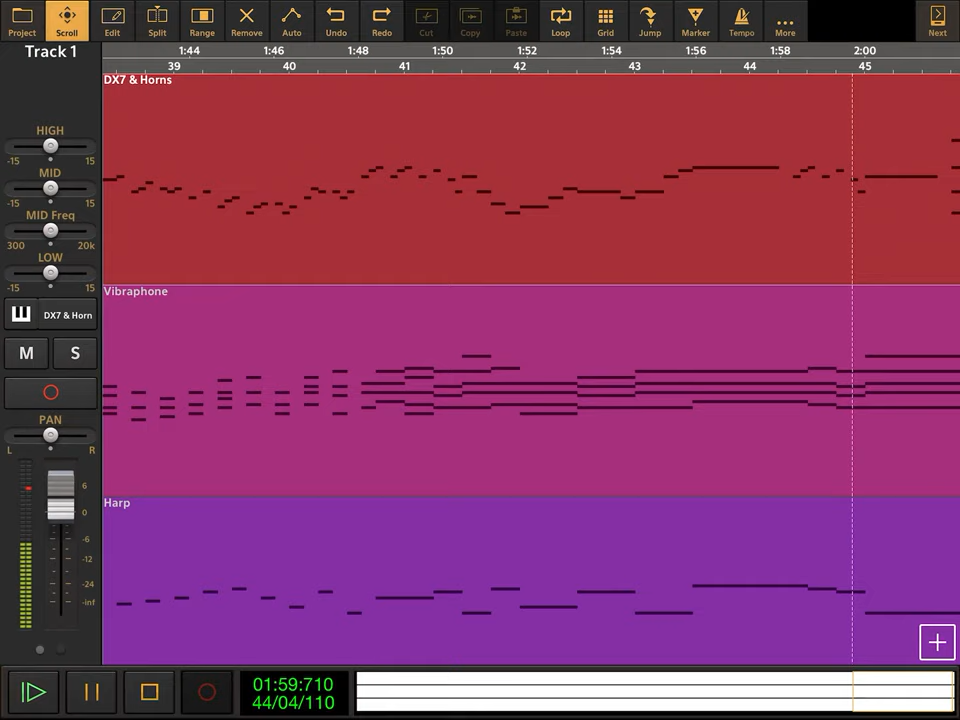 Project Scroll Edit Split Range Remove Auto Undo Redo Cut Copy Paste Loop Grid Jump Marker Tempo More Next
Track 1
1:44 1:46 1:48 1:50 1:52 1:54 1:56 1:58 2:00
39 40 41 42 43 44 45
DX7 & Horns
HIGH
-15 15
MID
-15 15
MID Freq
300 20k
LOW
-15 15
Vibraphone
DX7 & Horn
M S
PAN
L R
6
0
-6
-12
-24
-inf
Harp
01:59:710
44/04/110